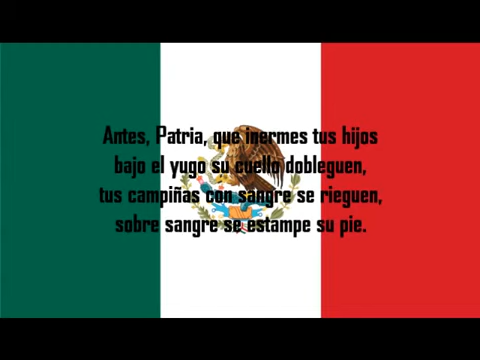 Antes, Patria, que inermes tus hijos
bajo el yugo su cuello dobleguen,
tus campiñas con sangre se rieguen,
sobre sangre se estampe su pie.